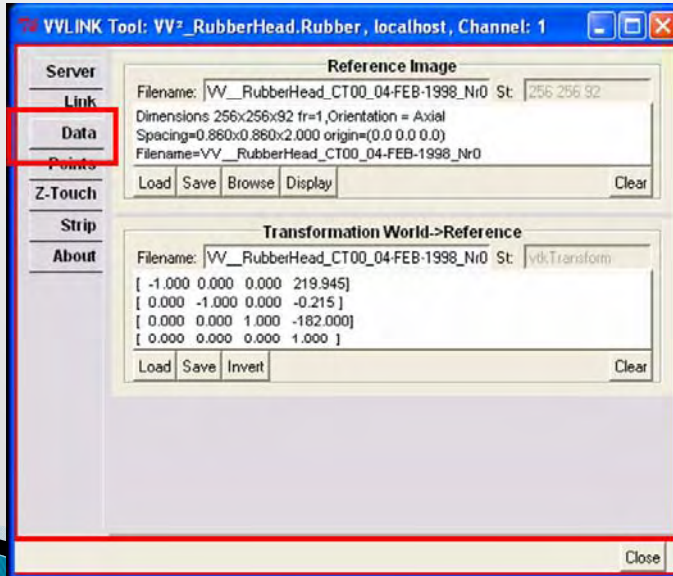 VVLINK Tool: VV²_RubberHead.Rubber, localhost, Channel: 1
Server
Link
Data
Points
Z-Touch
Strip
About
Reference Image
Filename: VV__RubberHead_CT00_04-FEB-1998_Nr0 St: 256 256 92
Dimensions 256x256x92 fr=1,Orientation = Axial
Spacing=0.860x0.860x2.000 origin=(0.0 0.0 0.0)
Filename=VV__RubberHead_CT00_04-FEB-1998_Nr0
Load Save Browse Display Clear
Transformation World->Reference
Filename: VV__RubberHead_CT00_04-FEB-1998_Nr0 St: vtkTransform
[ -1.000 0.000 0.000 219.945]
[ 0.000 -1.000 0.000 -0.215 ]
[ 0.000 0.000 1.000 -182.000]
[ 0.000 0.000 0.000 1.000 ]
Load Save Invert Clear
Close